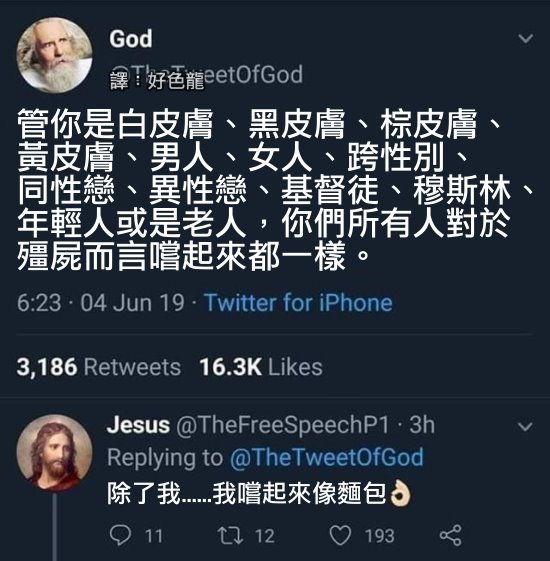 God
@TheTweetOfGod
譯：好色龍
管你是白皮膚、黑皮膚、棕皮膚、
黃皮膚、男人、女人、跨性別、
同性戀、異性戀、基督徒、穆斯林、
年輕人或是老人，你們所有人對於
殭屍而言嚐起來都一樣。
6:23 · 04 Jun 19 · Twitter for iPhone
3,186 Retweets 16.3K Likes
Jesus @TheFreeSpeechP1 · 3h
Replying to @TheTweetOfGod
除了我......我嚐起來像麵包👌🏻
11 12 193